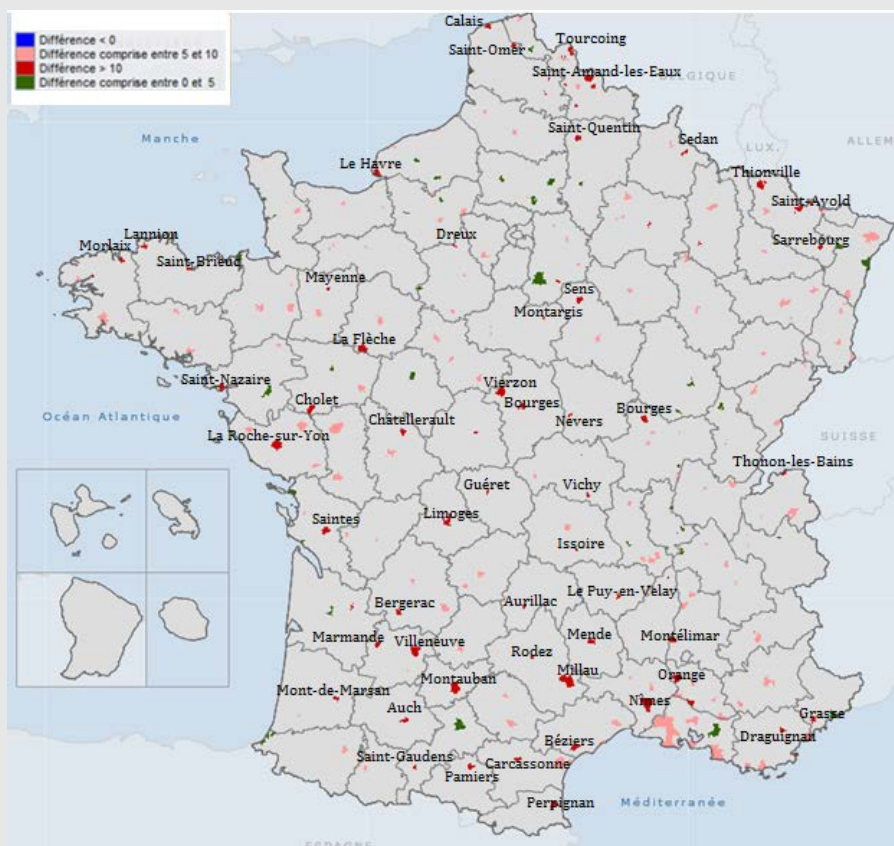 Différence < 0
Différence comprise entre 5 et 10
Différence > 10
Différence comprise entre 0 et 5
Calais
Tourcoing
Saint-Omer
Saint-Amand-les-Eaux
BELGIQUE
Manche
Saint-Quentin
Sedan
LUX.
ALLEM
Le Havre
Thionville
Saint-Avold
Dreux
Lannion
Morlaix
Sarrebourg
Saint-Brieuc
Mayenne
Sens
Montargis
La Flèche
Saint-Nazaire
Vierzon
Cholet
Bourges
Nevers
Bourges
Océan Atlantique
Châtellerault
La Roche-sur-Yon
SUISSE
Thonon-les-Bains
Guéret
Vichy
Saintes
Limoges
Issoire
Bergerac
Aurillac
Le Puy-en-Velay
Marmande
Villeneuve
Mende
Montélimar
Rodez
Millau
Orange
Mont-de-Marsan
Montauban
Nîmes
Auch
Grasse
Draguignan
Béziers
Saint-Gaudens
Carcassonne
Pamiers
Perpignan
Méditerranée
ESPAGNE